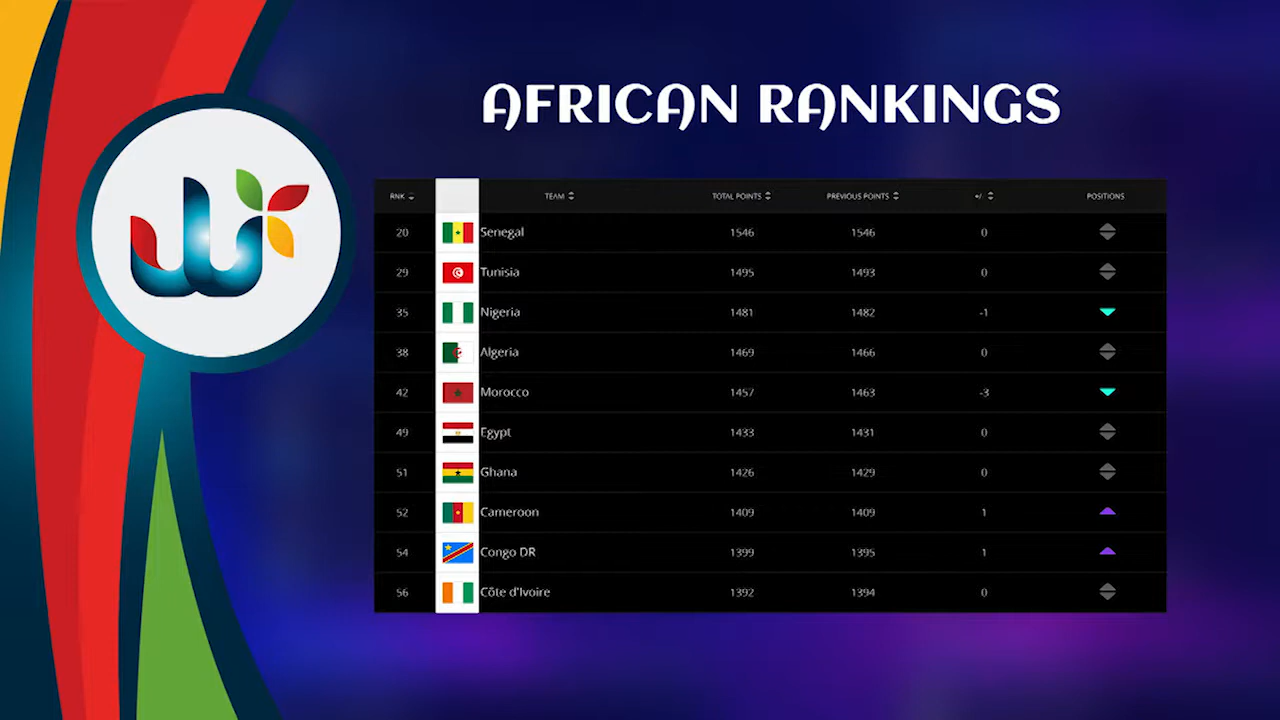 AFRICAN RANKINGS
RNK TEAM TOTAL POINTS PREVIOUS POINTS +/- POSITIONS
20 Senegal 1546 1546 0
29 Tunisia 1495 1493 0
35 Nigeria 1481 1482 -1
38 Algeria 1469 1466 0
42 Morocco 1457 1463 -3
49 Egypt 1433 1431 0
51 Ghana 1426 1429 0
52 Cameroon 1409 1409 1
54 Congo DR 1399 1395 1
56 Côte d'Ivoire 1392 1394 0